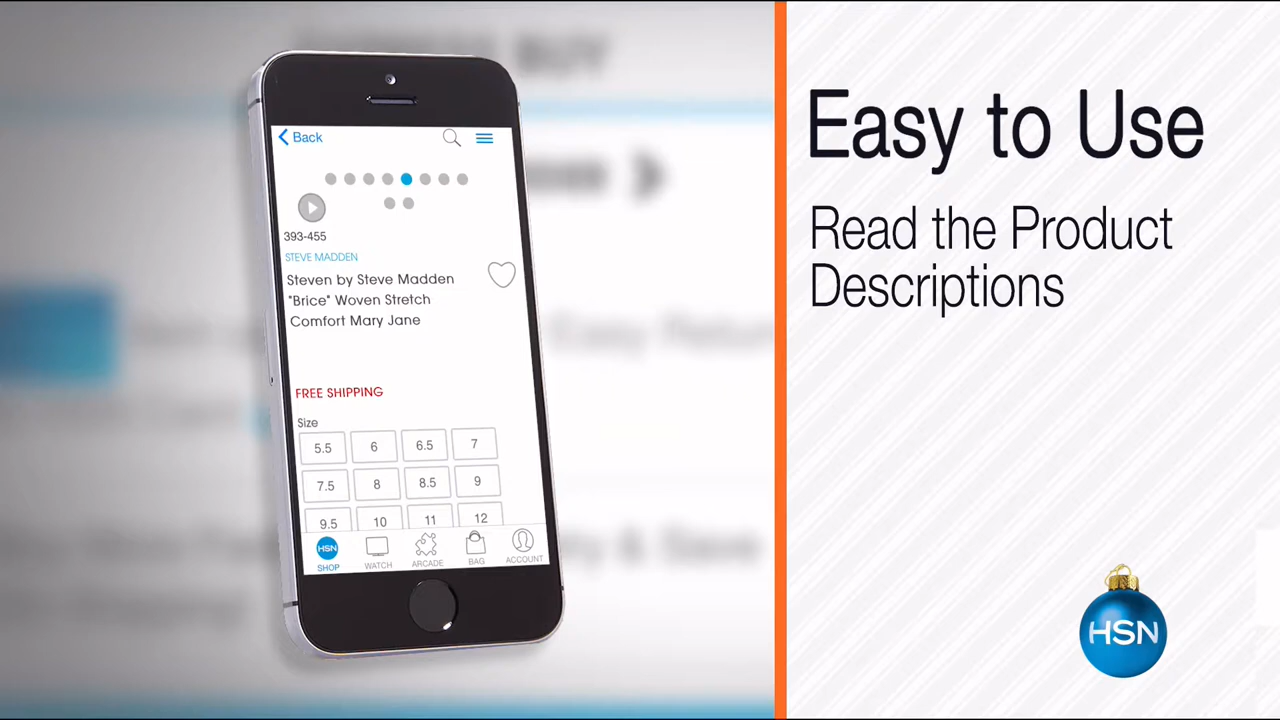 BUY
Back
393-455
STEVE MADDEN
Steven by Steve Madden
"Brice" Woven Stretch
Comfort Mary Jane
FREE SHIPPING
Size
5.5 6 6.5 7
7.5 8 8.5 9
9.5 10 11 12
HSN
SHOP WATCH ARCADE BAG ACCOUNT
Easy to Use
Read the Product
Descriptions
HSN